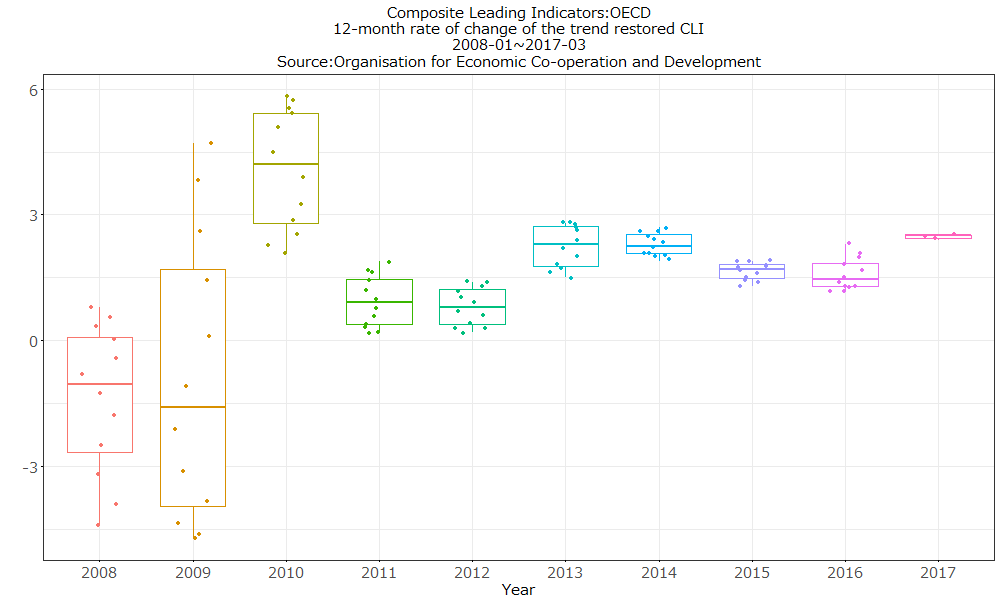 Composite Leading Indicators:OECD
12-month rate of change of the trend restored CLI
2008-01~2017-03
Source:Organisation for Economic Co-operation and Development
6
3
0
-3
2008 2009 2010 2011 2012 2013 2014 2015 2016 2017
Year